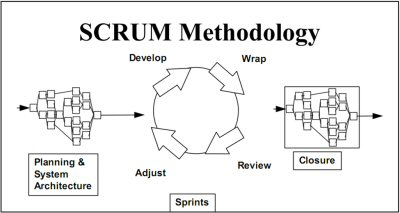 SCRUM Methodology
Develop
Wrap
Planning &
System
Architecture
Adjust
Review
Closure
Sprints